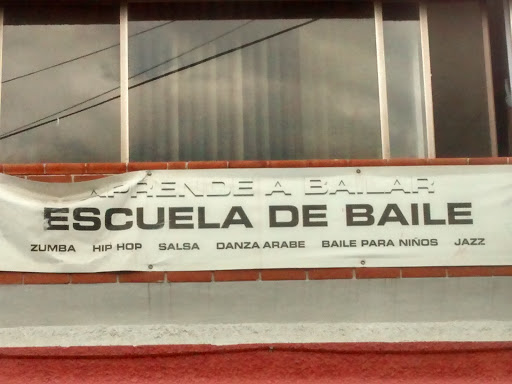 APRENDE A BAILAR
ESCUELA DE BAILE
ZUMBA HIP HOP SALSA DANZA ARABE BAILE PARA NIÑOS JAZZ